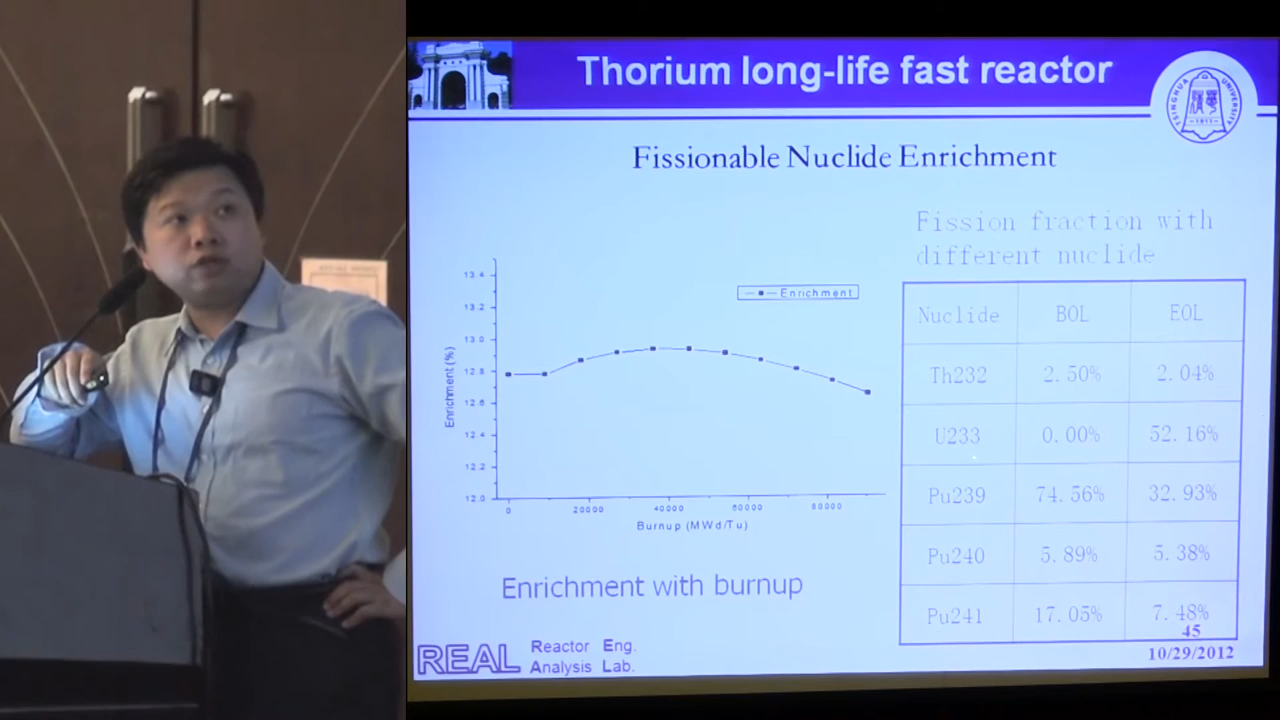 Thorium long-life fast reactor
TSINGHUA UNIVERSITY
1911
Fissionable Nuclide Enrichment
Fission fraction with
different nuclide
13.4
13.2
13.0
12.8
12.6
12.4
12.2
12.0
Enrichment (%)
Enrichment
0 20000 40000 60000 80000
Burnup (MWd/Tu)
Enrichment with burnup
Nuclide BOL EOL
Th232 2.50% 2.04%
U233 0.00% 52.16%
Pu239 74.56% 32.93%
Pu240 5.89% 5.38%
Pu241 17.05% 7.48%
45
10/29/2012
REAL
Reactor Eng.
Analysis Lab.